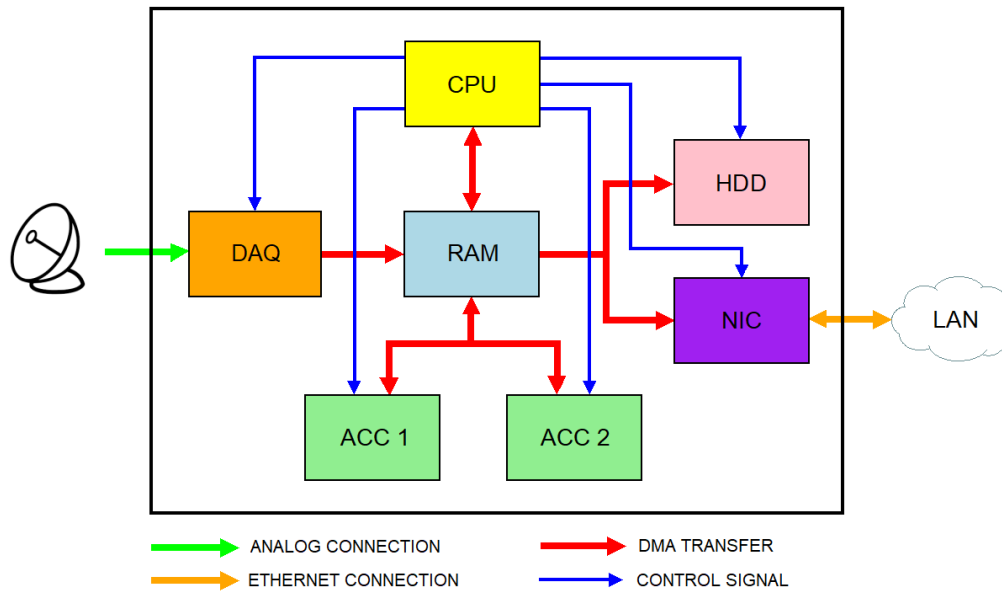 CPU
HDD
DAQ
RAM
NIC
LAN
ACC 1
ACC 2
ANALOG CONNECTION
DMA TRANSFER
ETHERNET CONNECTION
CONTROL SIGNAL